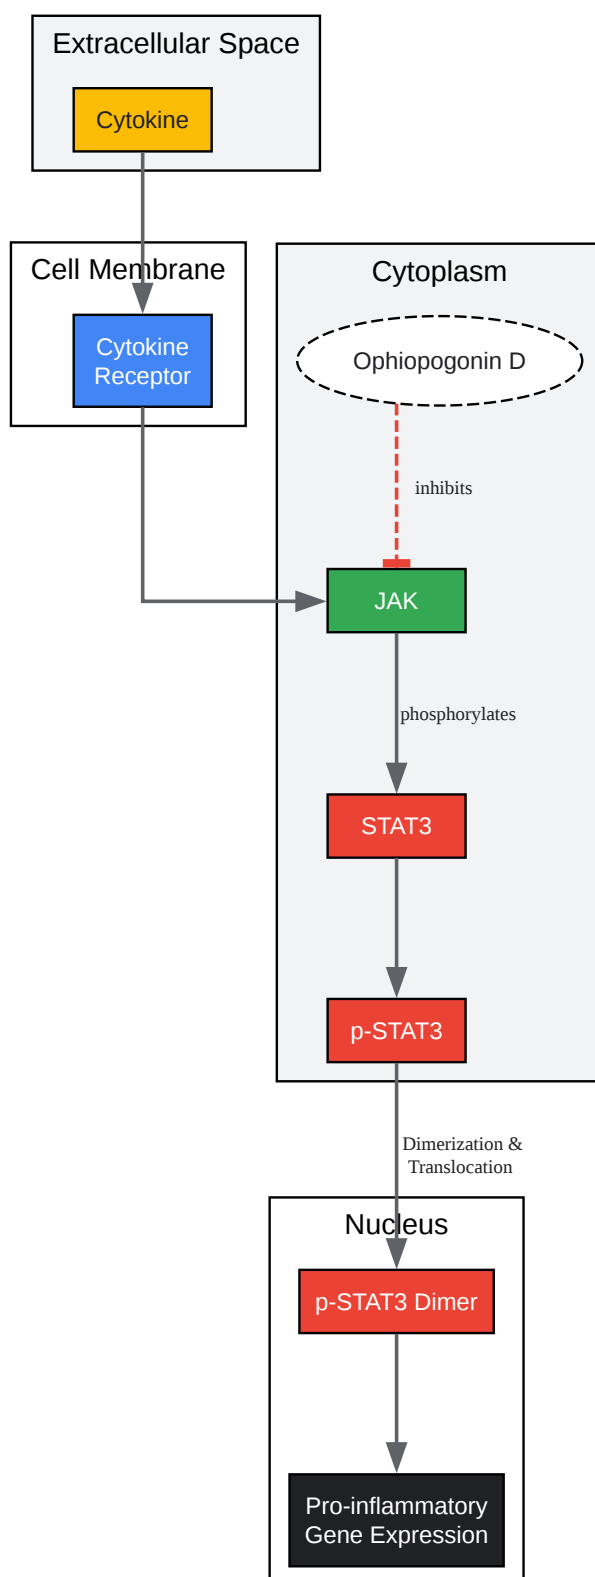 Extracellular Space
Cytokine
Cell Membrane
Cytokine
Receptor
Cytoplasm
Ophiopogonin D
inhibits
JAK
phosphorylates
STAT3
p-STAT3
Dimerization &
Translocation
Nucleus
p-STAT3 Dimer
Pro-inflammatory
Gene Expression